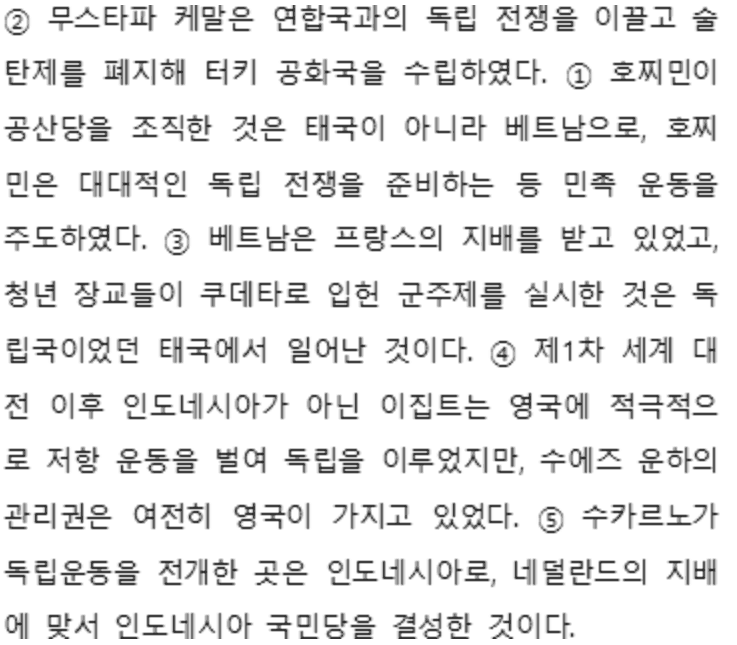 ② 무스타파 케말은 연합국과의 독립 전쟁을 이끌고 술
탄제를 폐지해 터키 공화국을 수립하였다. ① 호찌민이
공산당을 조직한 것은 태국이 아니라 베트남으로, 호찌
민은 대대적인 독립 전쟁을 준비하는 등 민족 운동을
주도하였다. ③ 베트남은 프랑스의 지배를 받고 있었고,
청년 장교들이 쿠데타로 입헌 군주제를 실시한 것은 독
립국이었던 태국에서 일어난 것이다. ④ 제1차 세계 대
전 이후 인도네시아가 아닌 이집트는 영국에 적극적으
로 저항 운동을 벌여 독립을 이루었지만, 수에즈 운하의
관리권은 여전히 영국이 가지고 있었다. ⑤ 수카르노가
독립운동을 전개한 곳은 인도네시아로, 네덜란드의 지배
에 맞서 인도네시아 국민당을 결성한 것이다.